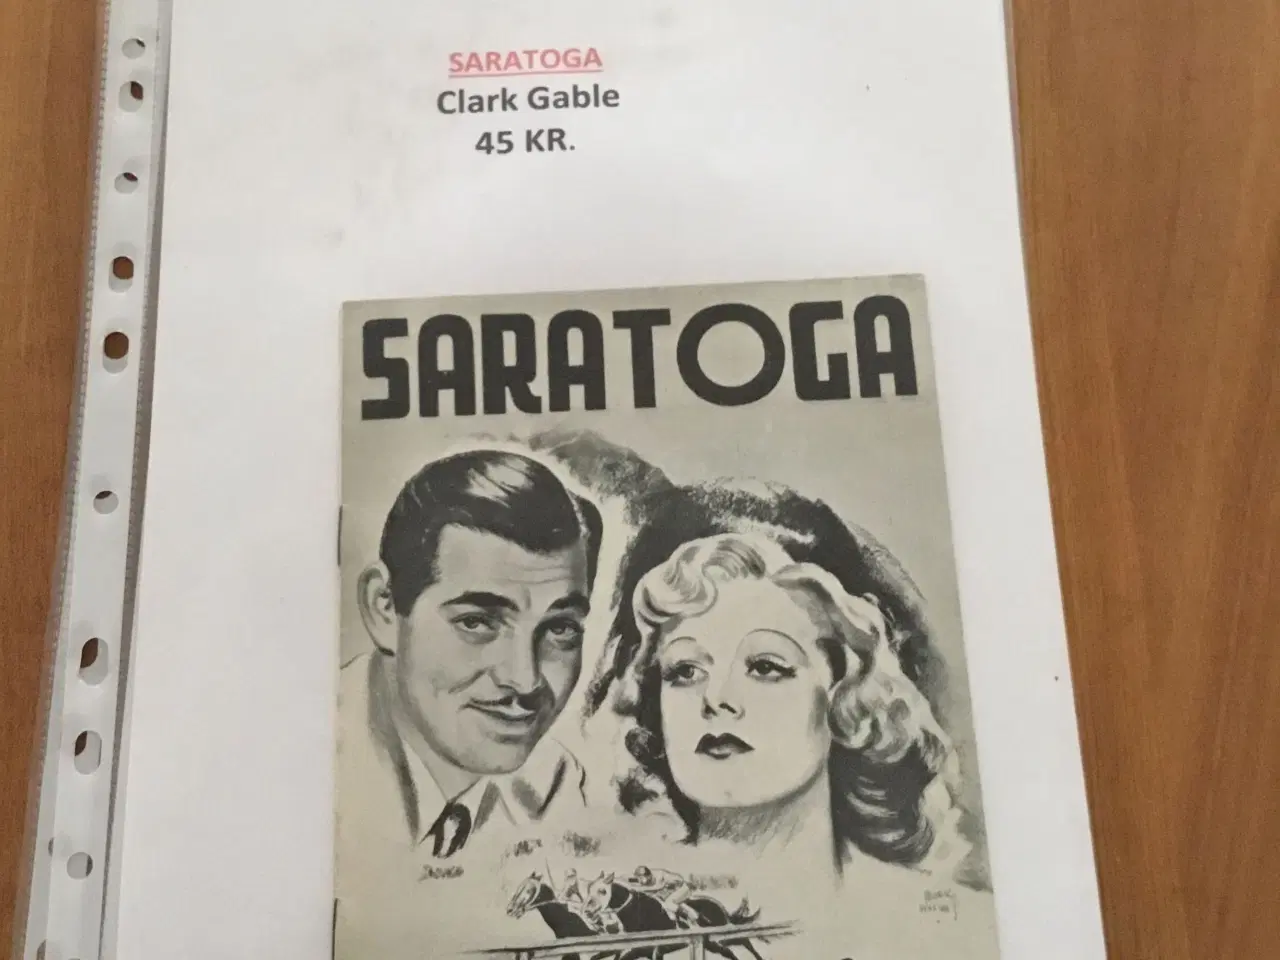 SARATOGA
Clark Gable
45 KR.
SARATOGA